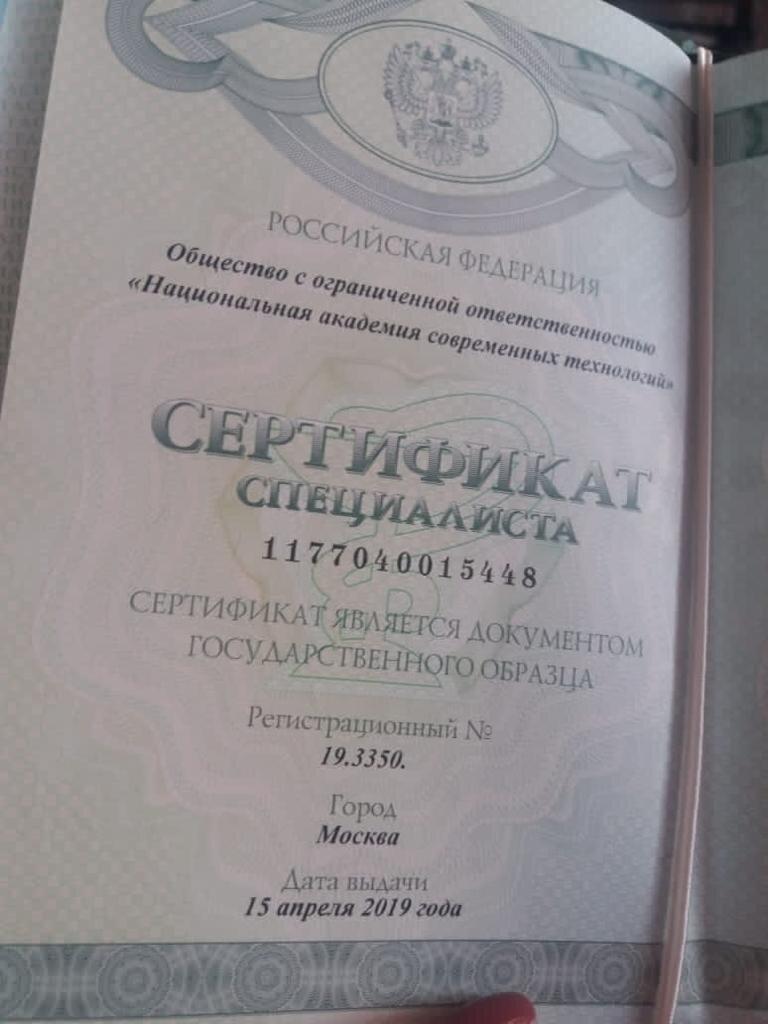 РОССИЙСКАЯ ФЕДЕРАЦИЯ
Общество с ограниченной ответственностью
«Национальная академия современных технологий»
СЕРТИФИКАТ
СПЕЦИАЛИСТА
1177040015448
СЕРТИФИКАТ ЯВЛЯЕТСЯ ДОКУМЕНТОМ
ГОСУДАРСТВЕННОГО ОБРАЗЦА
Регистрационный №
19.3350.
Город
Москва
Дата выдачи
15 апреля 2019 года